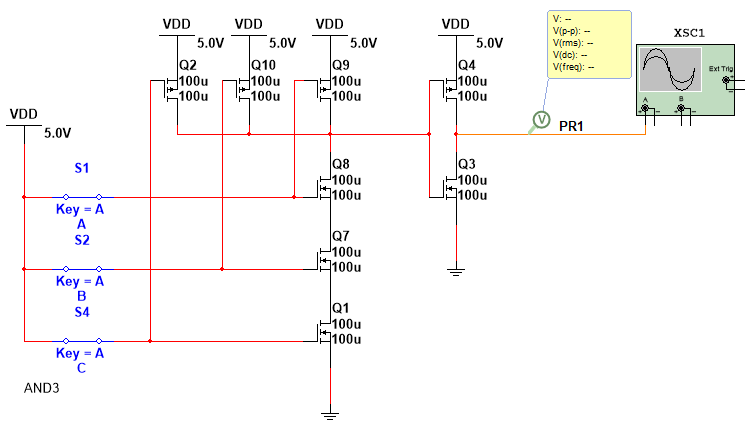 VDD
5.0V
Q2
100u
100u
VDD
5.0V
Q10
100u
100u
VDD
5.0V
Q9
100u
100u
VDD
5.0V
Q4
100u
100u
V: --
V(p-p): --
V(rms): --
V(dc): --
V(freq): --
XSC1
Ext Trig
+
-
A
B
+
-
+
-
V
PR1
VDD
5.0V
S1
Key = A
A
S2
Key = A
B
S4
Key = A
C
Q8
100u
100u
Q3
100u
100u
Q7
100u
100u
Q1
100u
100u
AND3